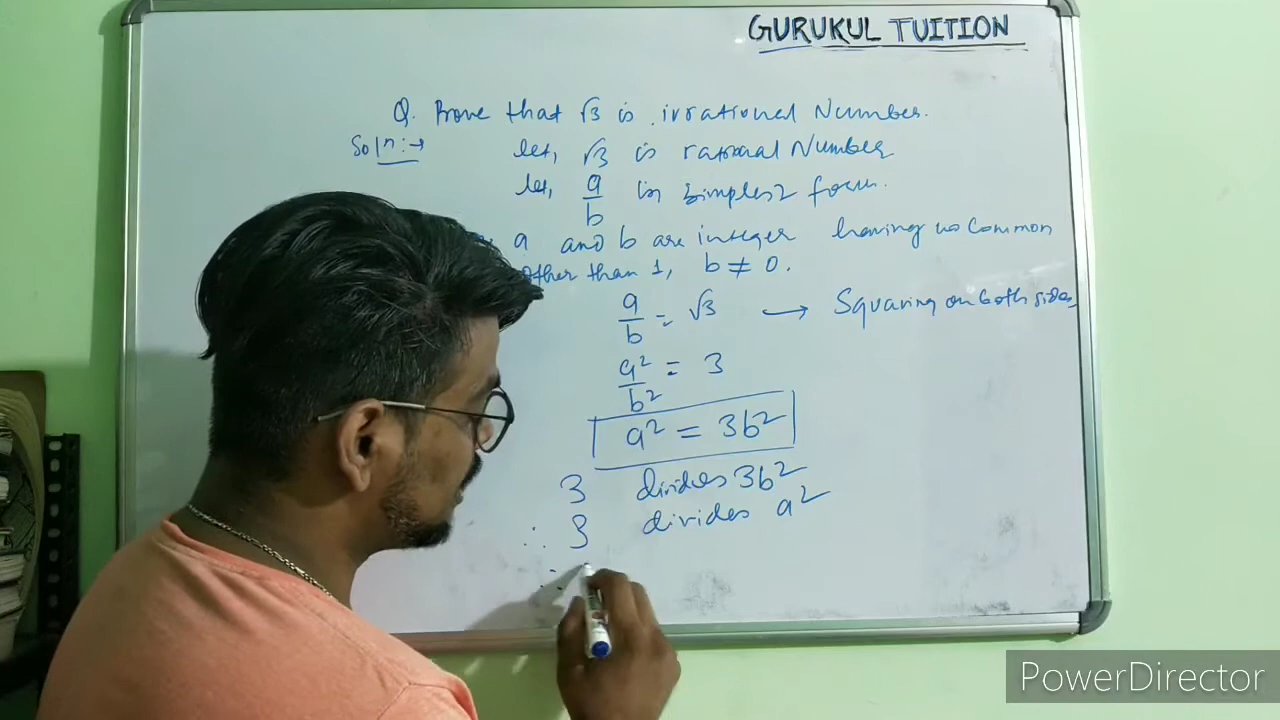 GURUKUL TUITION
Q. Prove that √3 is irrational Number.
Soln:→ let, √3 is rational Number
let, a/b is simplest form.
a and b are integer having no common
other than 1, b ≠ 0.
a/b = √3 → Squaring on both sides
a²/b² = 3
a² = 3b²
3 divides 3b²
∴ 3 divides a²
PowerDirector